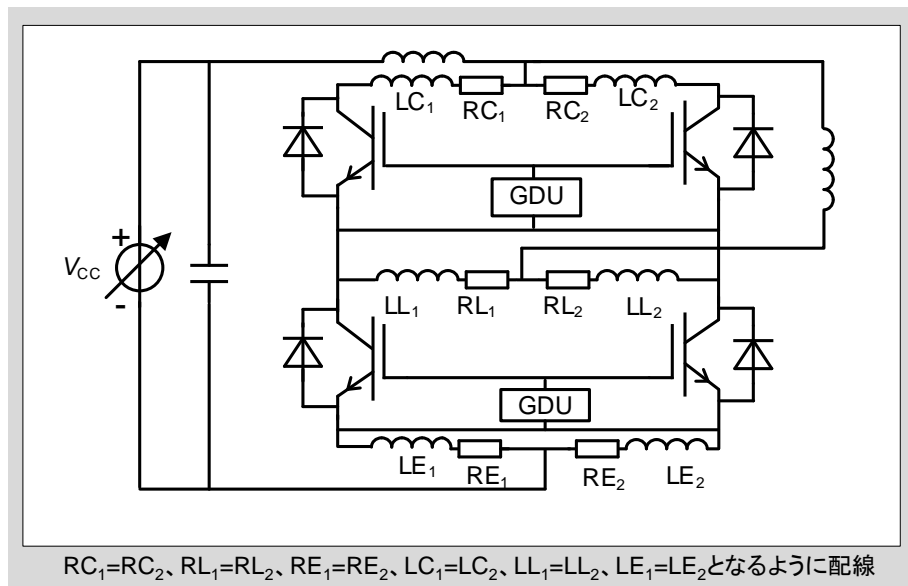 LC₁
RC₁
RC₂
LC₂
GDU
+
V_CC
-
LL₁
RL₁
RL₂
LL₂
GDU
LE₁
RE₁
RE₂
LE₂
RC₁=RC₂、RL₁=RL₂、RE₁=RE₂、LC₁=LC₂、LL₁=LL₂、LE₁=LE₂となるように配線